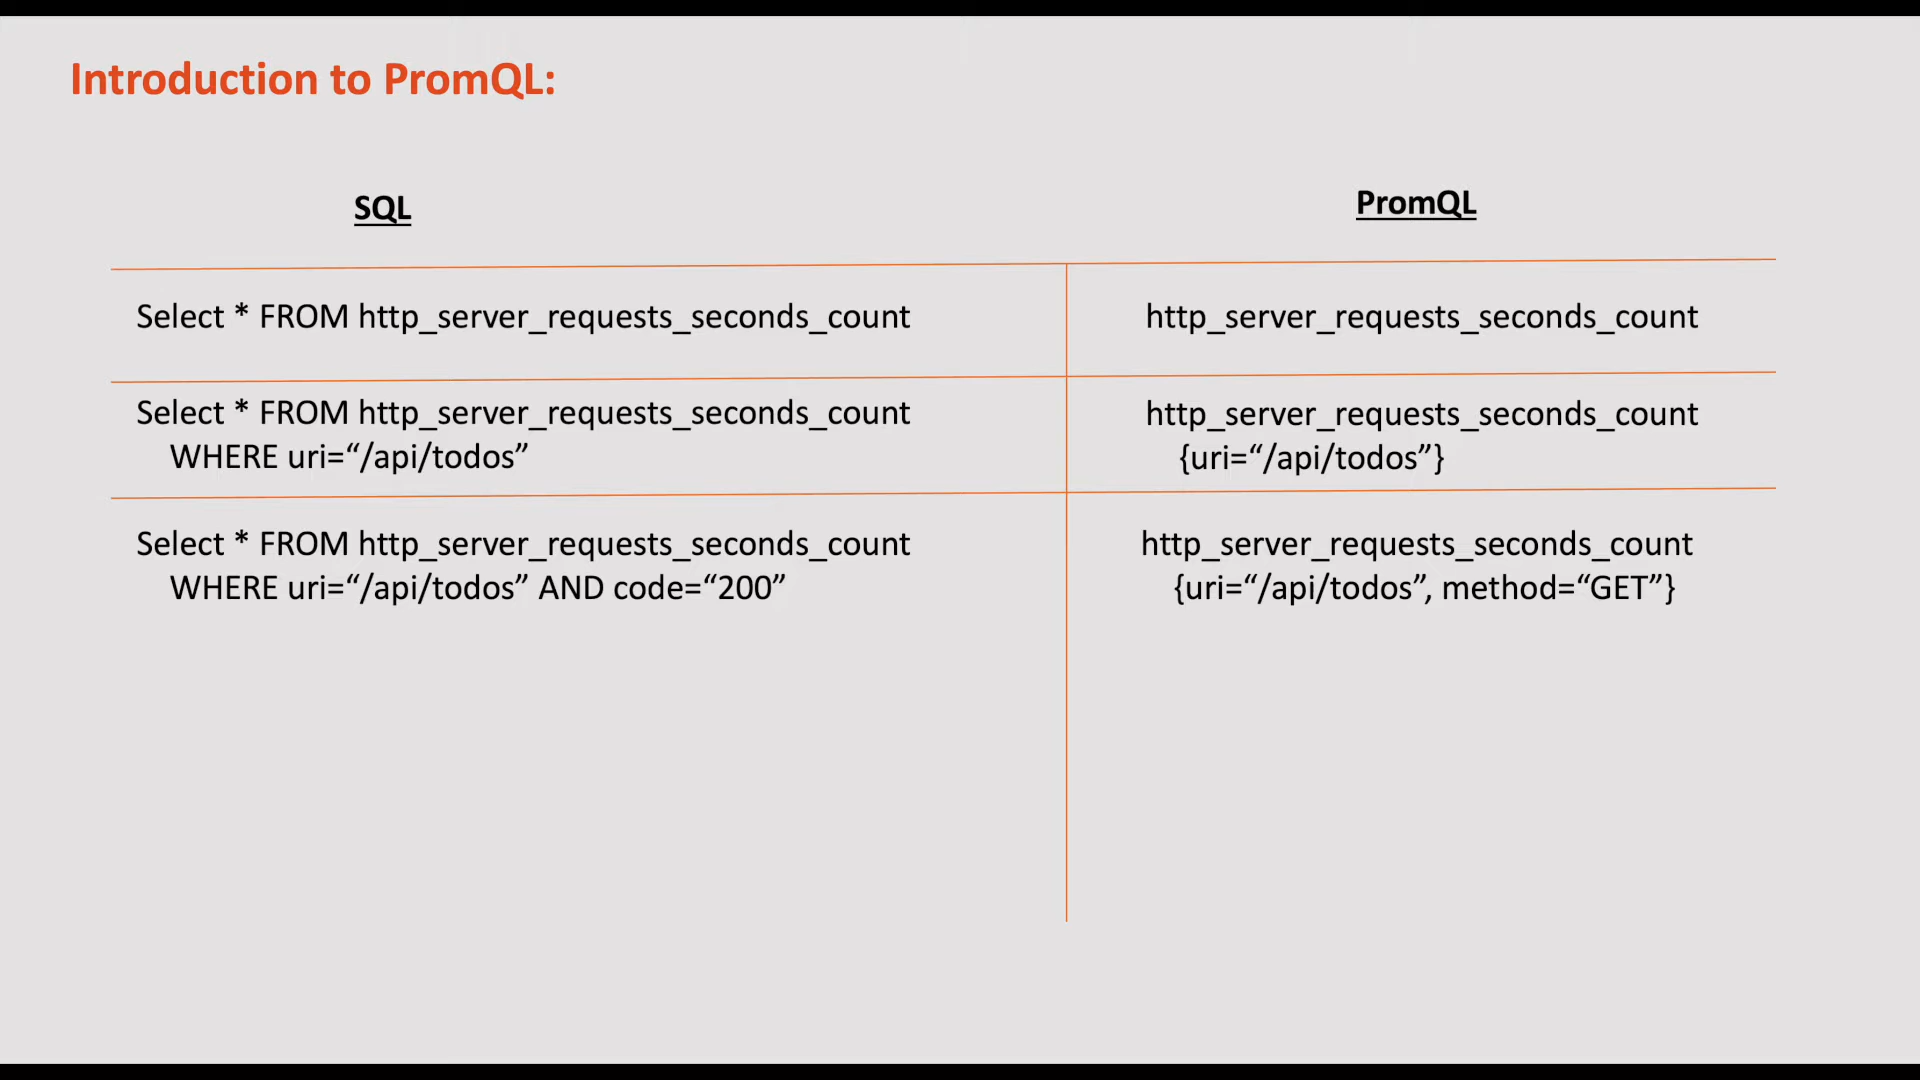 Introduction to PromQL:
SQL
PromQL
Select * FROM http_server_requests_seconds_count
http_server_requests_seconds_count
Select * FROM http_server_requests_seconds_count
WHERE uri=“/api/todos”
http_server_requests_seconds_count
{uri=“/api/todos”}
Select * FROM http_server_requests_seconds_count
WHERE uri=“/api/todos” AND code=“200”
http_server_requests_seconds_count
{uri=“/api/todos”, method=“GET”}